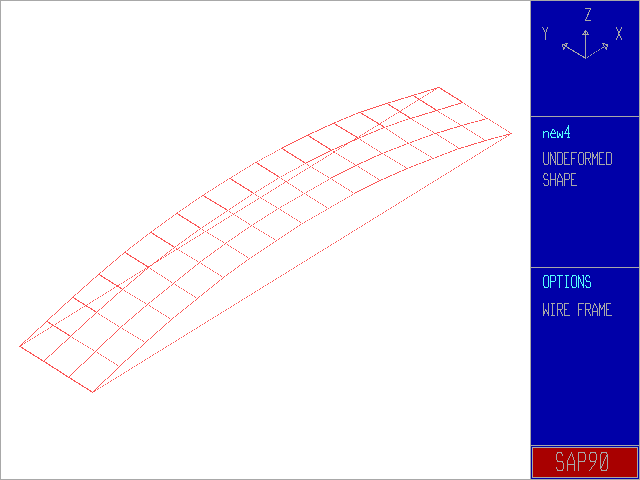 Z
Y X
new4
UNDEFORMED
SHAPE
OPTIONS
WIRE FRAME
SAP90